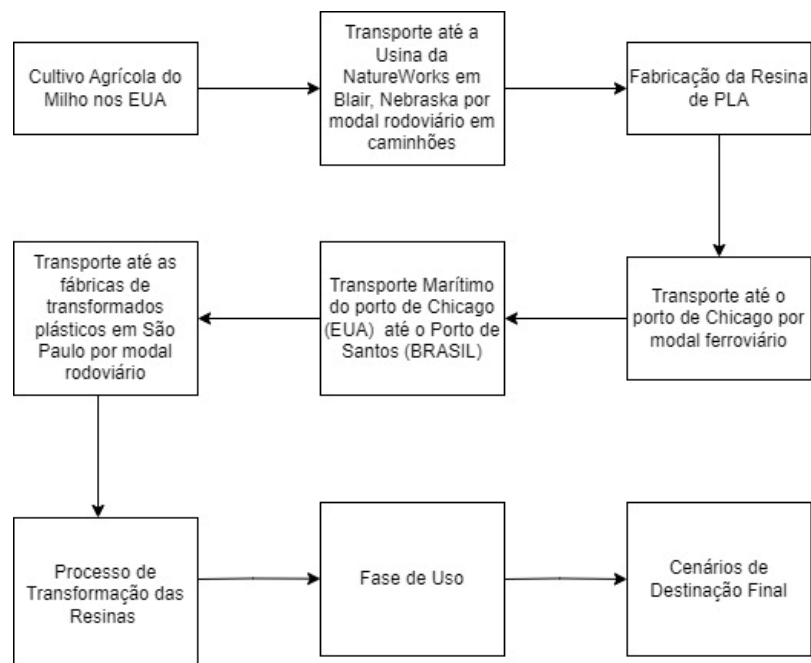 Cultivo Agrícola do
Milho nos EUA
Transporte até a
Usina da
NatureWorks em
Blair, Nebraska por
modal rodoviário em
caminhões
Fabricação da Resina
de PLA
Transporte até o
porto de Chicago por
modal ferroviário
Transporte Marítimo
do porto de Chicago
(EUA) até o Porto de
Santos (BRASIL)
Transporte até as
fábricas de
transformados
plásticos em São
Paulo por modal
rodoviário
Processo de
Transformação das
Resinas
Fase de Uso
Cenários de
Destinação Final